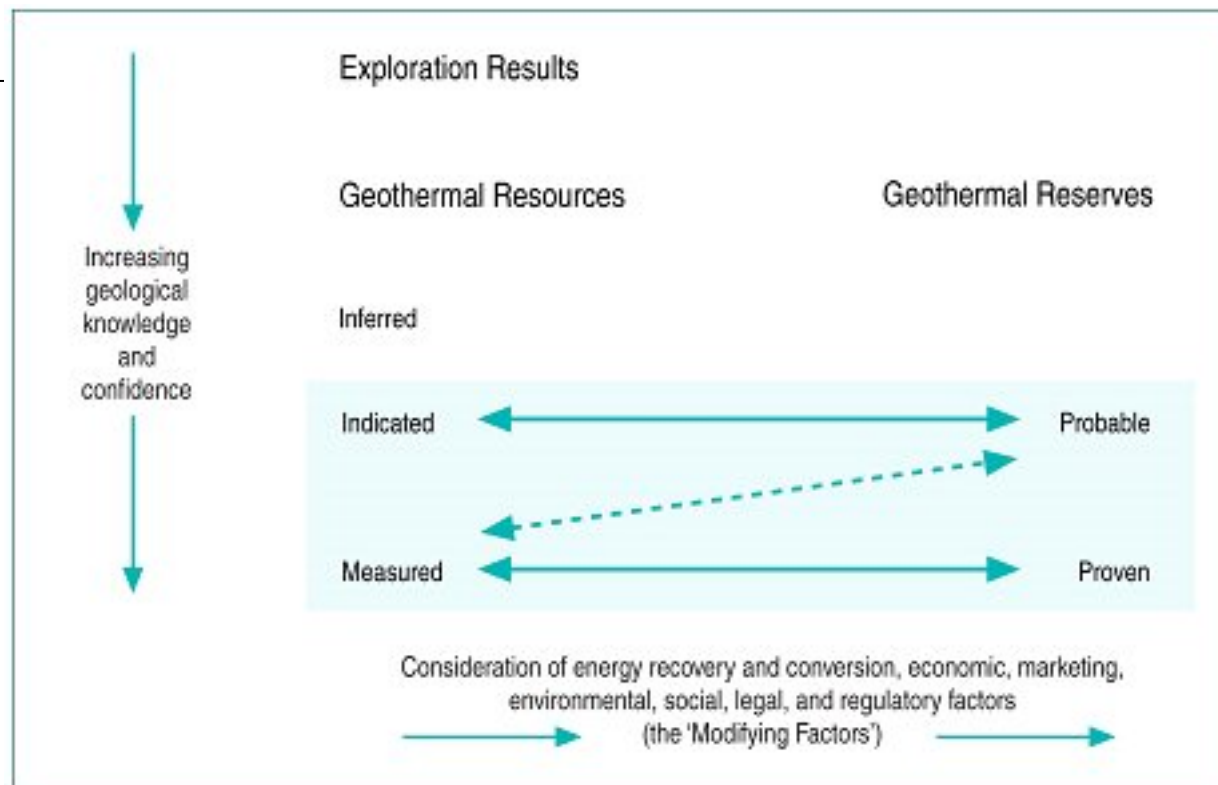 Exploration Results
Geothermal Resources
Geothermal Reserves
Increasing
geological
knowledge
and
confidence
Inferred
Indicated
Probable
Measured
Proven
Consideration of energy recovery and conversion, economic, marketing,
environmental, social, legal, and regulatory factors
(the ‘Modifying Factors’)